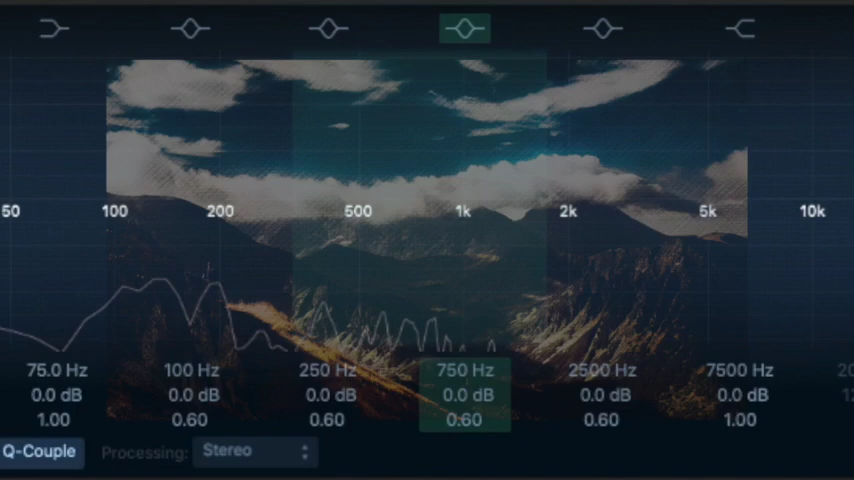 50 100 200 500 1k 2k 5k 10k
75.0 Hz 100 Hz 250 Hz 750 Hz 2500 Hz 7500 Hz
0.0 dB 0.0 dB 0.0 dB 0.0 dB 0.0 dB 0.0 dB
1.00 0.60 0.60 0.60 0.60 1.00
Q-Couple Processing: Stereo